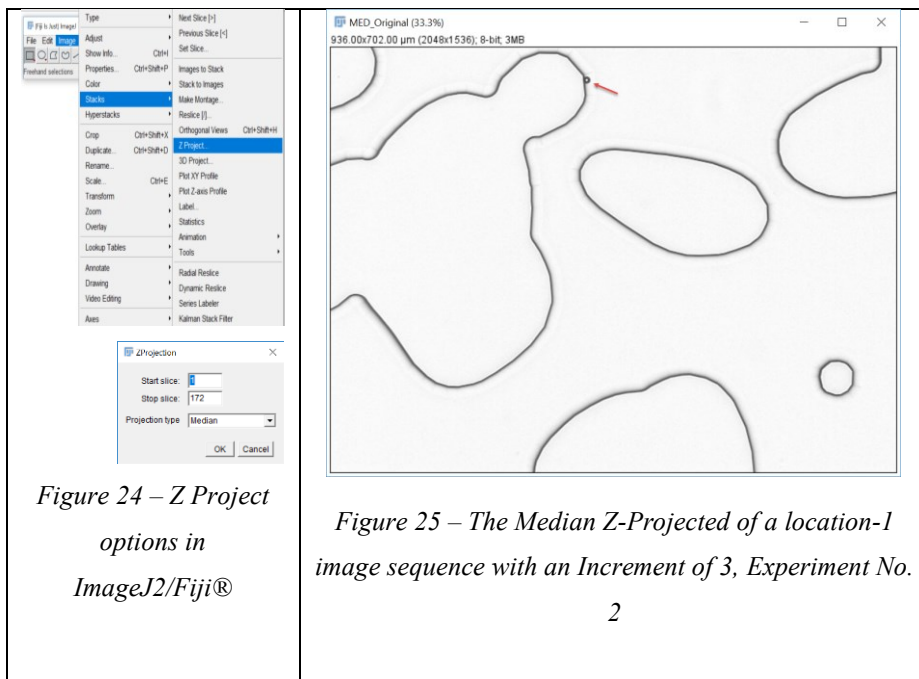 Fiji Is Just) ImageJ
File Edit Image
Freehand selections
Type
Adjust
Show Info... Ctrl+I
Properties... Ctrl+Shift+P
Color
Stacks
Hyperstacks
Crop Ctrl+Shift+X
Duplicate... Ctrl+Shift+D
Rename...
Scale... Ctrl+E
Transform
Zoom
Overlay
Lookup Tables
Annotate
Drawing
Video Editing
Axes
Next Slice [>]
Previous Slice [<]
Set Slice...
Images to Stack
Stack to Images
Make Montage...
Reslice [/]...
Orthogonal Views Ctrl+Shift+H
Z Project...
3D Project...
Plot XY Profile
Plot Z-axis Profile
Label...
Statistics
Animation
Tools
Radial Reslice
Dynamic Reslice
Series Labeler
Kalman Stack Filter
ZProjection
Start slice: 1
Stop slice: 172
Projection type Median
OK Cancel
Figure 24 – Z Project
options in
ImageJ2/Fiji®
MED_Original (33.3%)
936.00x702.00 µm (2048x1536); 8-bit; 3MB
Figure 25 – The Median Z-Projected of a location-1
image sequence with an Increment of 3, Experiment No.
2